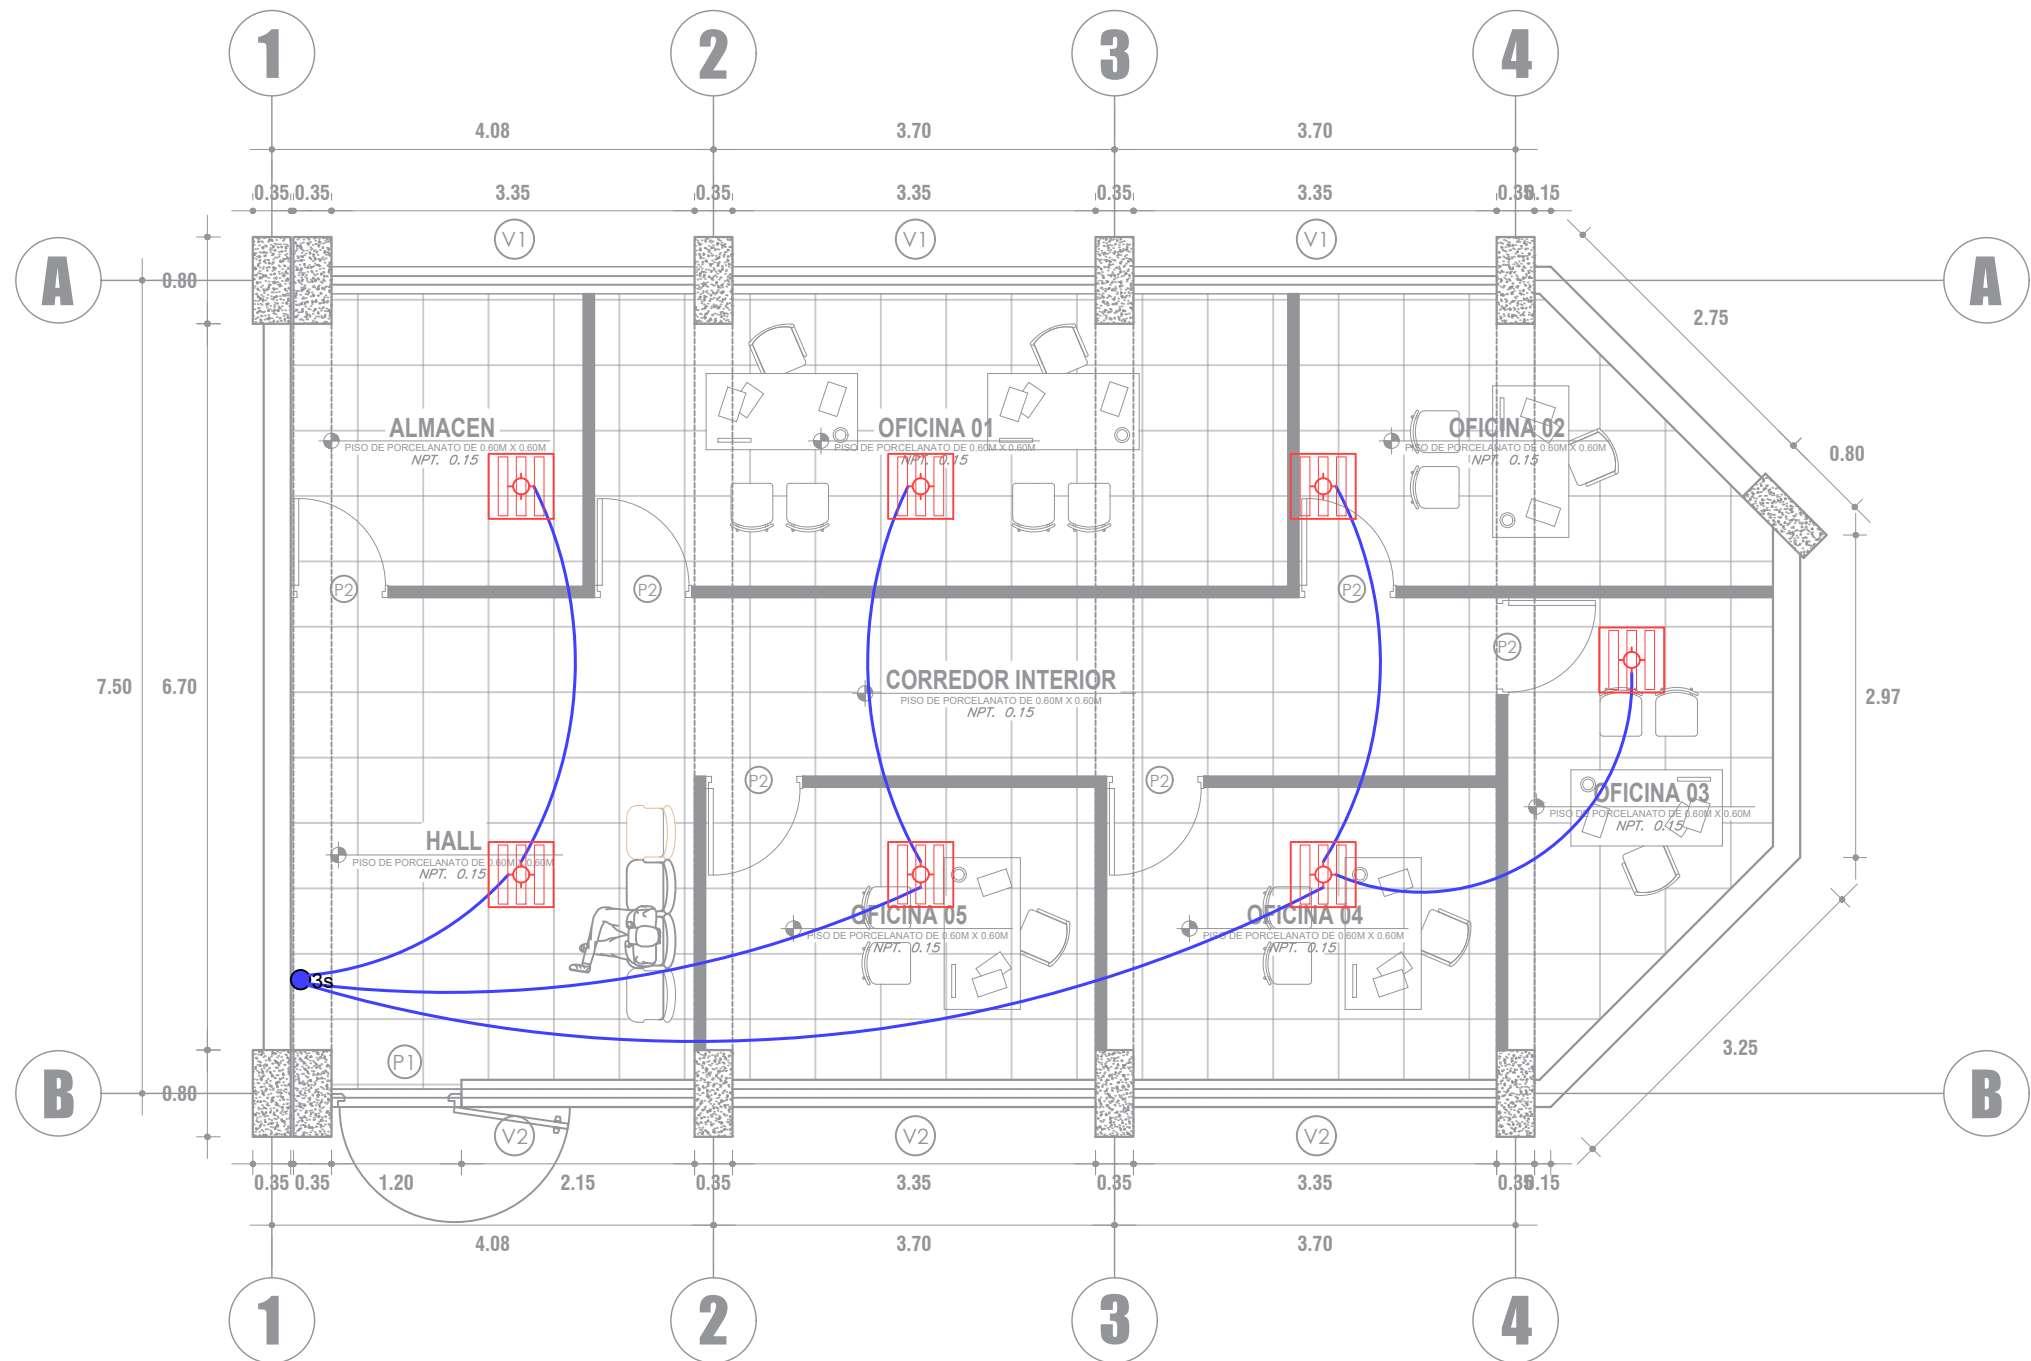 1 2 3 4
4.08 3.70 3.70
0.35 0.35 3.35 0.35 3.35 0.35 3.35 0.35 0.15
V1 V1 V1
A A
0.80
2.75
0.80
ALMACEN
PISO DE PORCELANATO DE 0.60M X 0.60M
NPT. 0.15
OFICINA 01
PISO DE PORCELANATO DE 0.60M X 0.60M
NPT. 0.15
OFICINA 02
PISO DE PORCELANATO DE 0.60M X 0.60M
NPT. 0.15
P2 P2 P2
P2
7.50 6.70
CORREDOR INTERIOR
PISO DE PORCELANATO DE 0.60M X 0.60M
NPT. 0.15
2.97
P2 P2
OFICINA 03
PISO DE PORCELANATO DE 0.60M X 0.60M
NPT. 0.15
HALL
PISO DE PORCELANATO DE 0.60M X 0.60M
NPT. 0.15
OFICINA 05
PISO DE PORCELANATO DE 0.60M X 0.60M
NPT. 0.15
OFICINA 04
PISO DE PORCELANATO DE 0.60M X 0.60M
NPT. 0.15
3s
3.25
P1
B B
0.80
V2 V2 V2
0.35 0.35 1.20 2.15 0.35 3.35 0.35 3.35 0.35 0.15
4.08 3.70 3.70
1 2 3 4